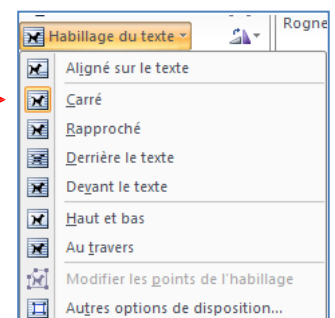 Habillage du texte
Rogne
Aligné sur le texte
Carré
Rapproché
Derrière le texte
Devant le texte
Haut et bas
Au travers
Modifier les points de l'habillage
Autres options de disposition...